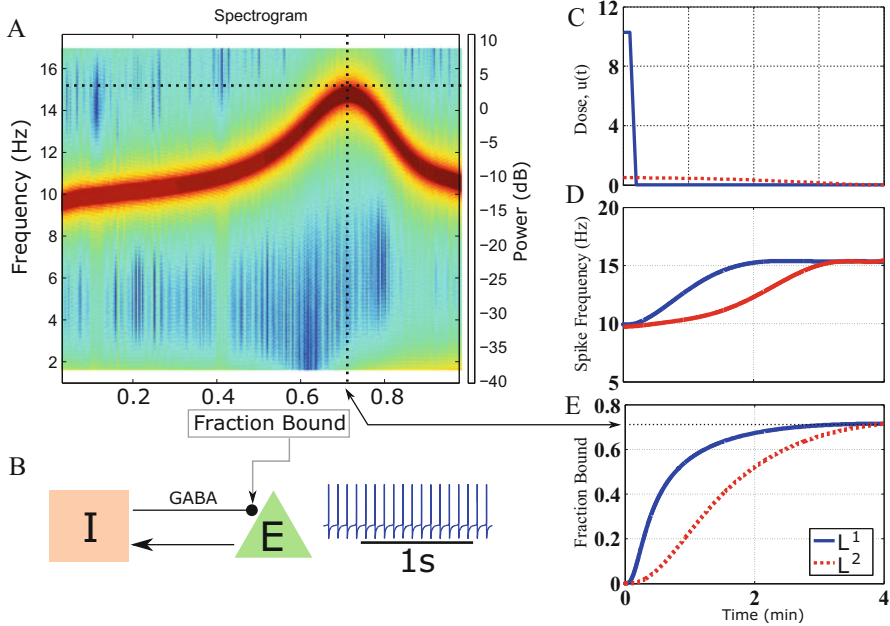 A
Spectrogram
Frequency (Hz)
16
14
12
10
8
6
4
2
0.2
0.4
0.6
0.8
Fraction Bound
10
5
0
−5
−10
−15
−20
−25
−30
−35
−40
Power (dB)
B
I
GABA
E
1s
C
Dose, u(t)
12
8
4
0
D
Spike Frequency (Hz)
20
15
10
5
E
Fraction Bound
0.8
0.6
0.4
0.2
0
L1
L2
0
2
4
Time (min)